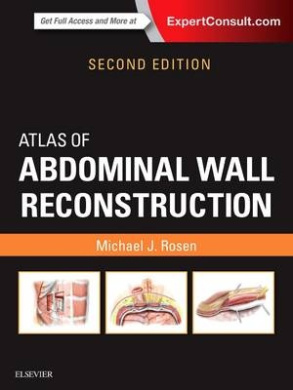 Get Full Access and More at
ExpertConsult.com
SECOND EDITION
ATLAS OF
ABDOMINAL WALL
RECONSTRUCTION
Michael J. Rosen
ELSEVIER